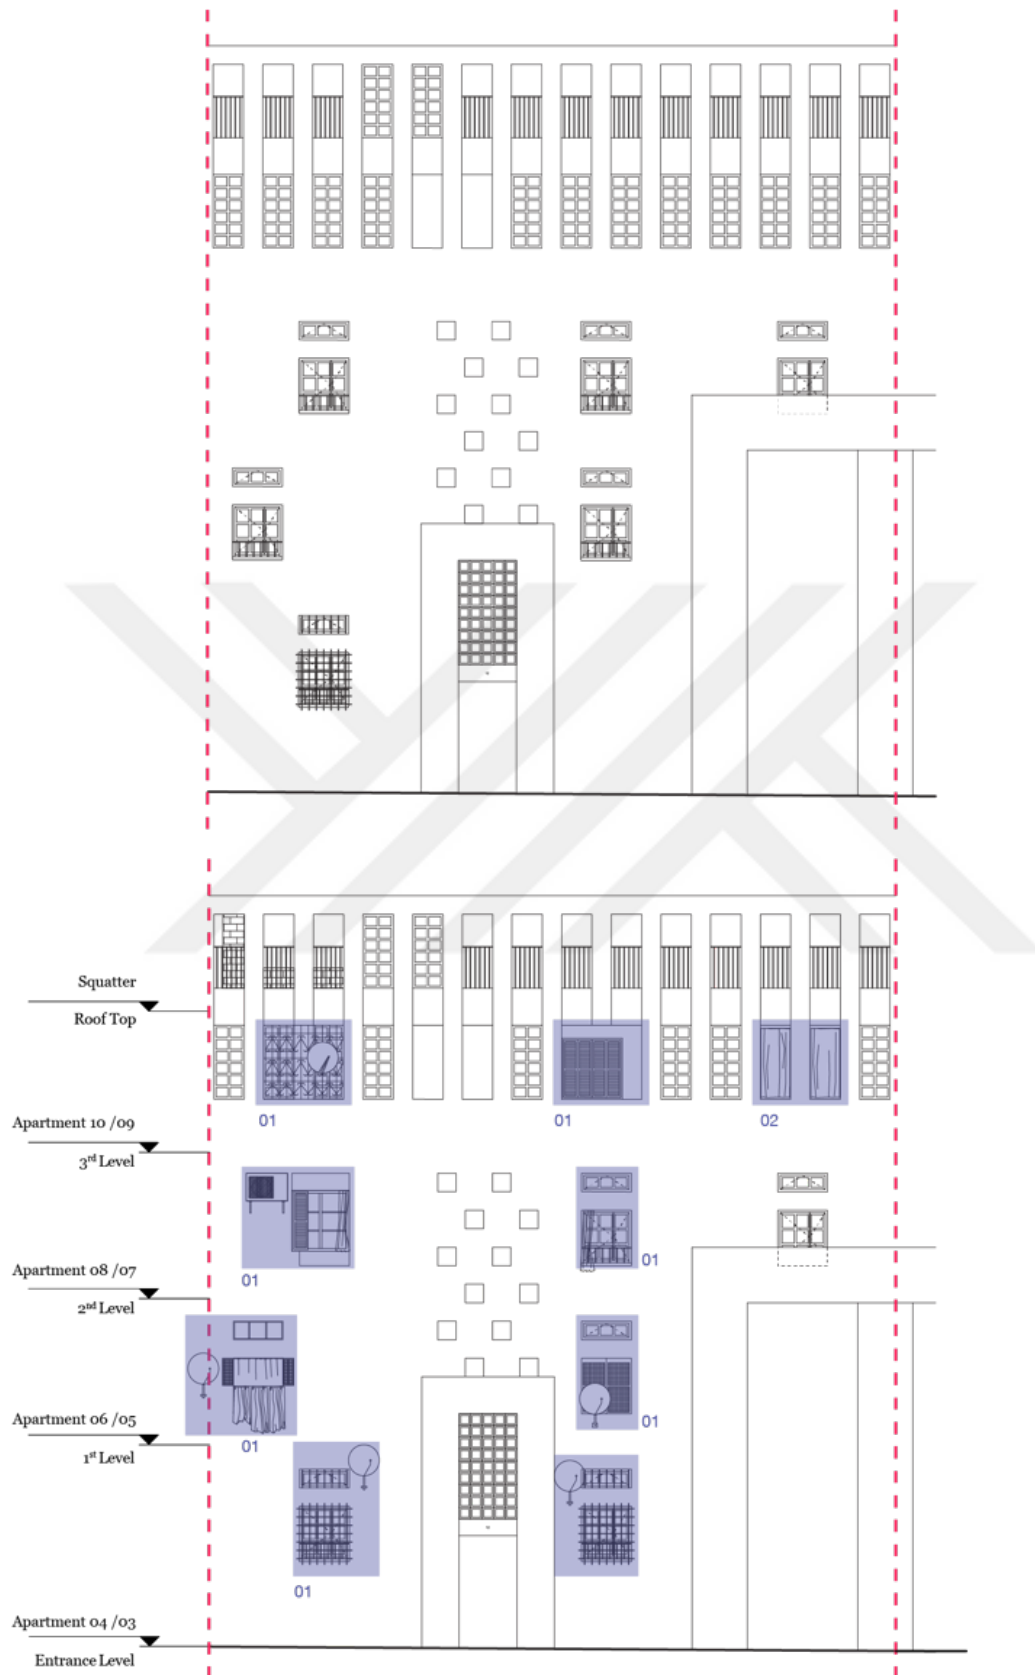 Squatter
Roof Top
01
01
02
Apartment 10 /09
3rd Level
01
01
Apartment 08 /07
2nd Level
01
Apartment 06 /05
01
1st Level
01
Apartment 04 /03
Entrance Level